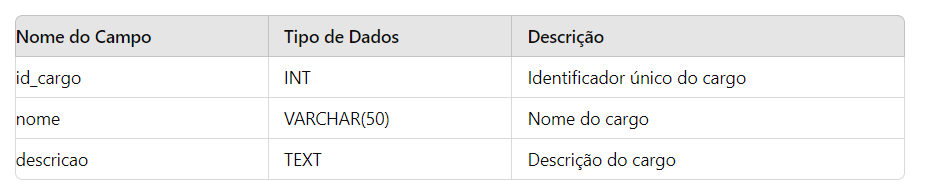 Nome do Campo Tipo de Dados Descrição
id_cargo INT Identificador único do cargo
nome VARCHAR(50) Nome do cargo
descricao TEXT Descrição do cargo